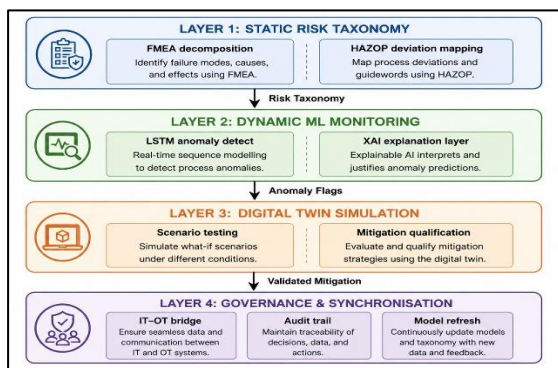 LAYER 1: STATIC RISK TAXONOMY
FMEA decomposition
Identify failure modes, causes,
and effects using FMEA.
HAZOP deviation mapping
Map process deviations
and guidewords using HAZOP.
Risk Taxonomy
LAYER 2: DYNAMIC ML MONITORING
LSTM anomaly detect
Real-time sequence modelling
to detect process anomalies.
XAI explanation layer
Explainable AI interprets and
justifies anomaly predictions.
Anomaly Flags
LAYER 3: DIGITAL TWIN SIMULATION
Scenario testing
Simulate what-if scenarios
under different conditions.
Mitigation qualification
Evaluate and qualify mitigation
strategies using the digital twin.
Validated Mitigation
LAYER 4: GOVERNANCE & SYNCHRONISATION
IT–OT bridge
Ensure seamless data and
communication between
IT and OT systems.
Audit trail
Maintain traceability of
decisions, data, and
actions.
Model refresh
Continuously update models
and taxonomy with new
data and feedback.